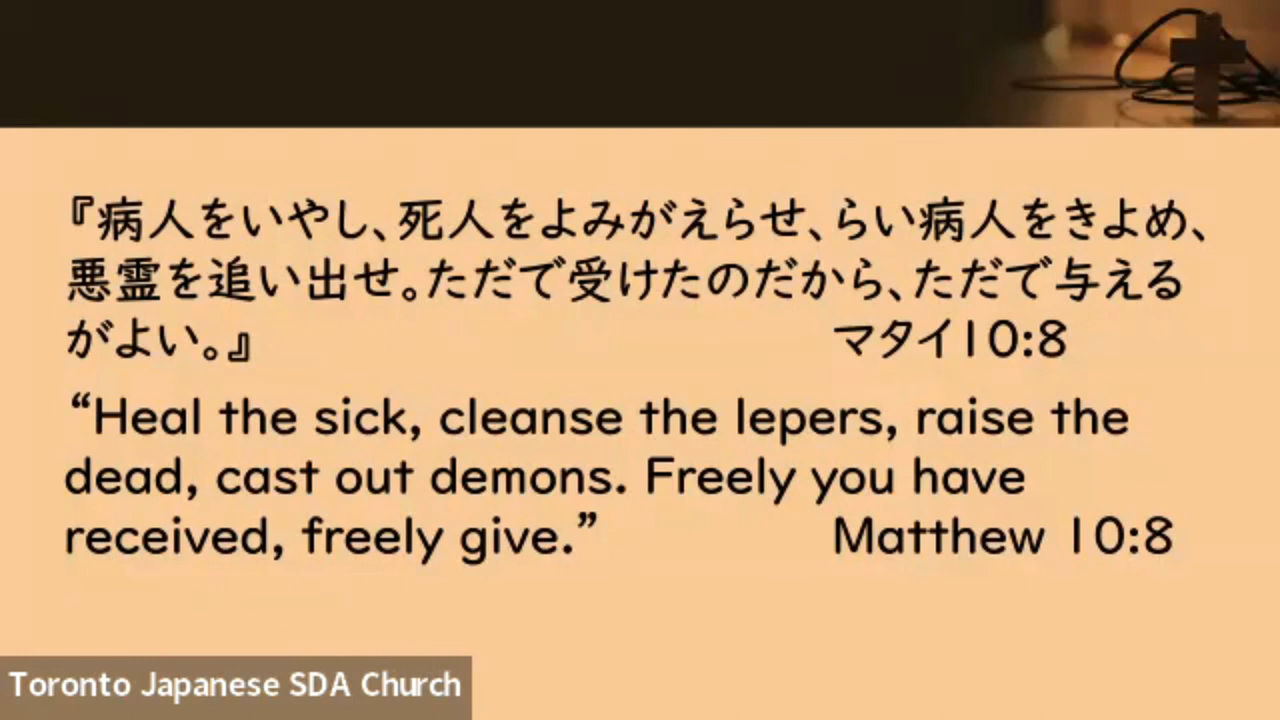 『病人をいやし、死人をよみがえらせ、らい病人をきよめ、
悪霊を追い出せ。ただで受けたのだから、ただで与える
がよい。』 マタイ10:8
“Heal the sick, cleanse the lepers, raise the
dead, cast out demons. Freely you have
received, freely give.” Matthew 10:8
Toronto Japanese SDA Church